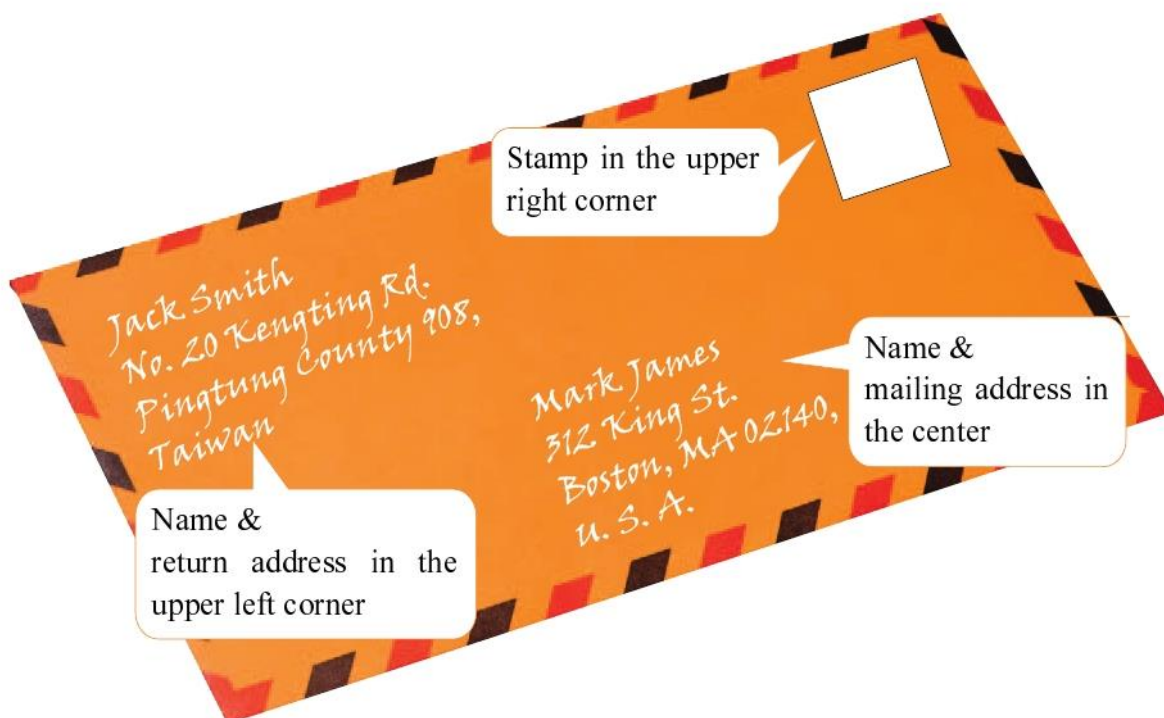 Stamp in the upper
right corner
Jack Smith
No. 20 Kengting Rd.
Pingtung County 908,
Taiwan
Name &
return address in the
upper left corner
Mark James
312 King St.
Boston, MA 02140,
U. S. A.
Name &
mailing address in
the center